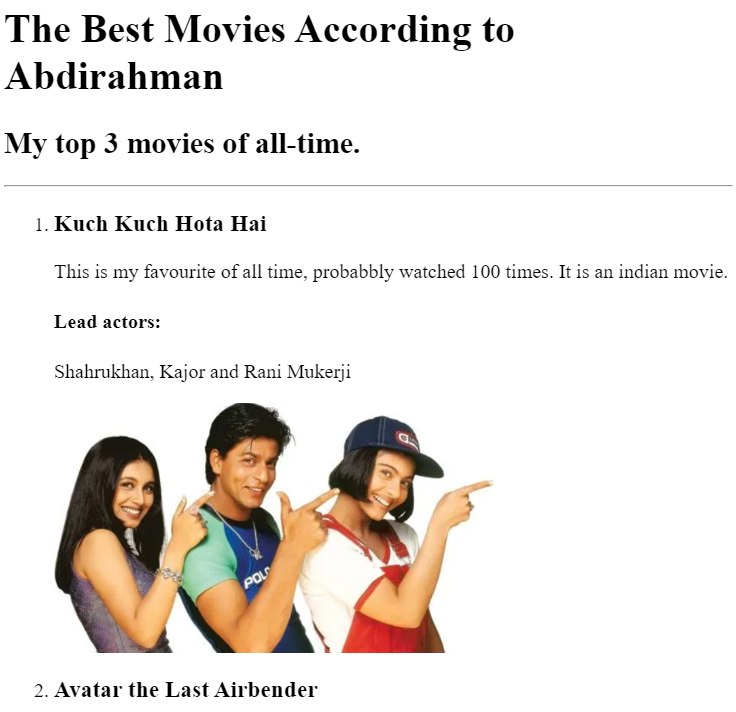 The Best Movies According to
Abdirahman
My top 3 movies of all-time.
1. Kuch Kuch Hota Hai
This is my favourite of all time, probabbly watched 100 times. It is an indian movie.
Lead actors:
Shahrukhan, Kajor and Rani Mukerji
POLO
2. Avatar the Last Airbender